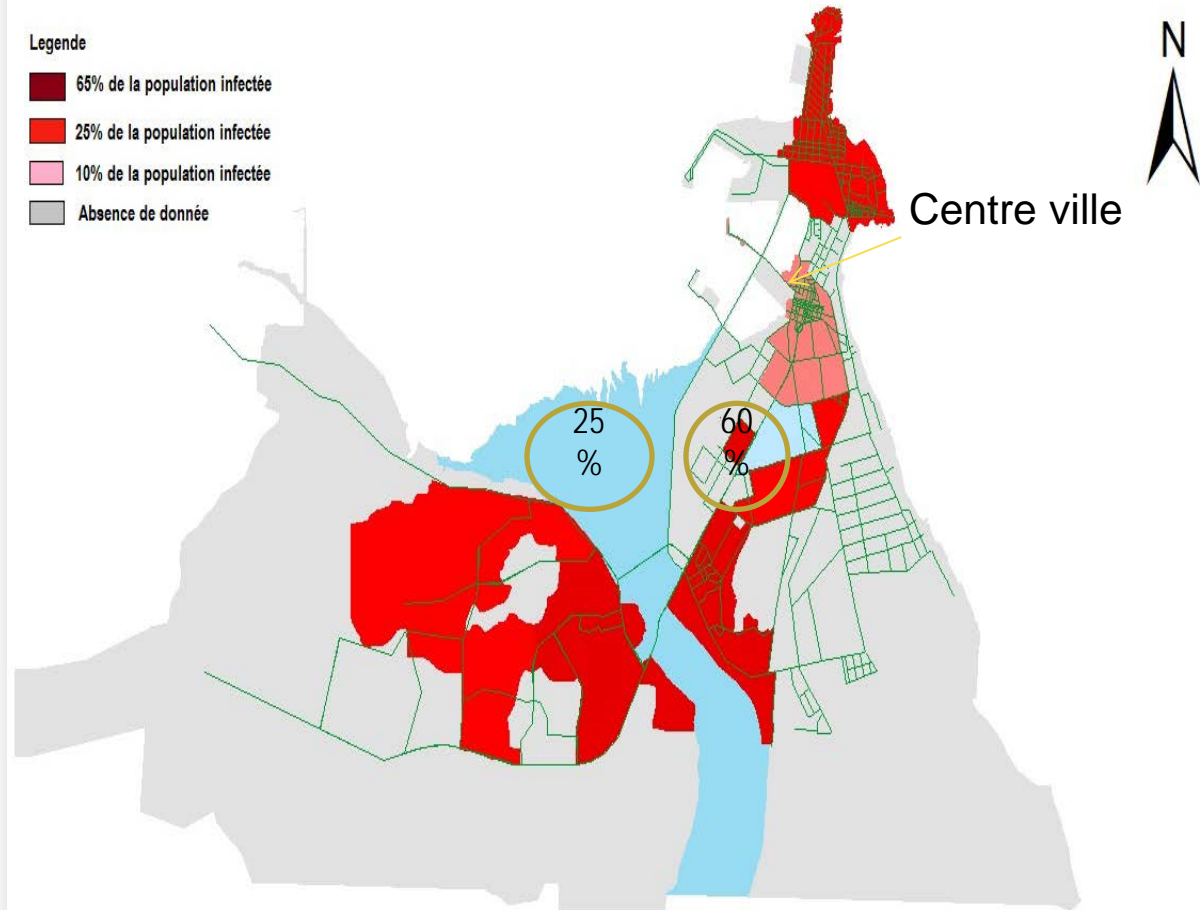 N
Legende
65% de la population infectée
25% de la population infectée
10% de la population infectée
Absence de donnée
Centre ville
25
%
60
%